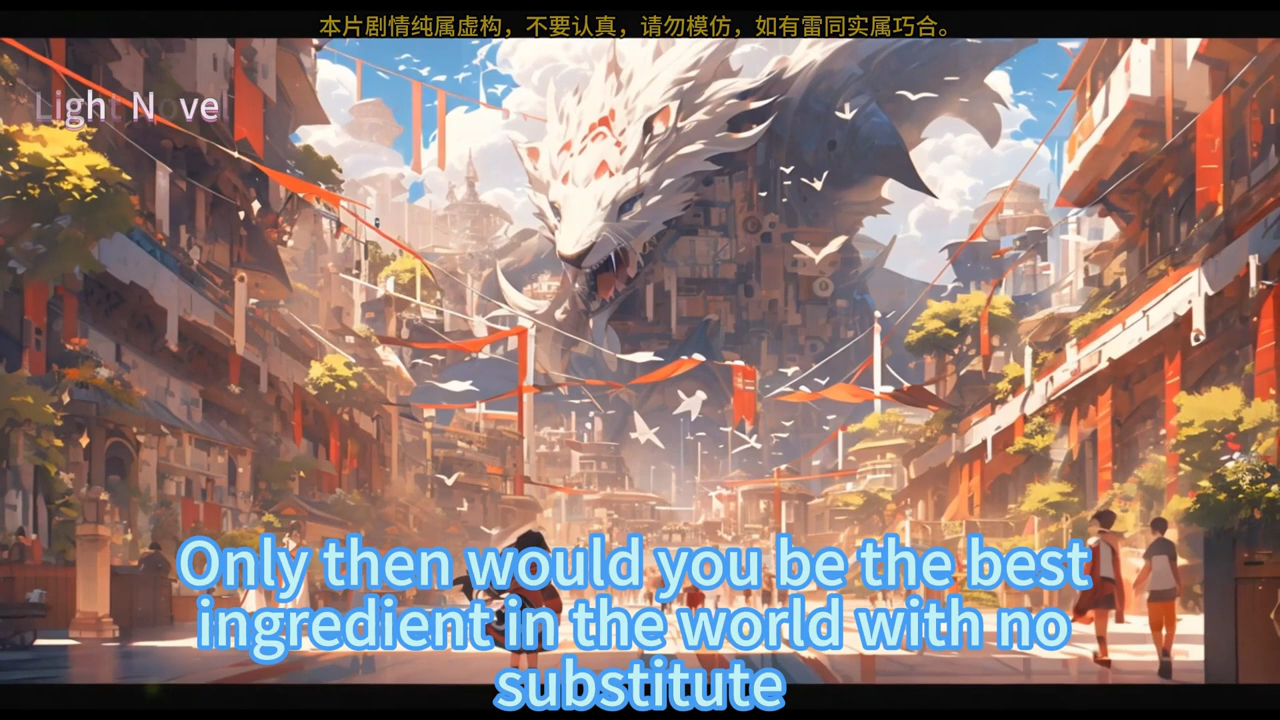 本片剧情纯属虚构，不要认真，请勿模仿，如有雷同实属巧合。
Light Novel
Only then would you be the best
ingredient in the world with no
substitute